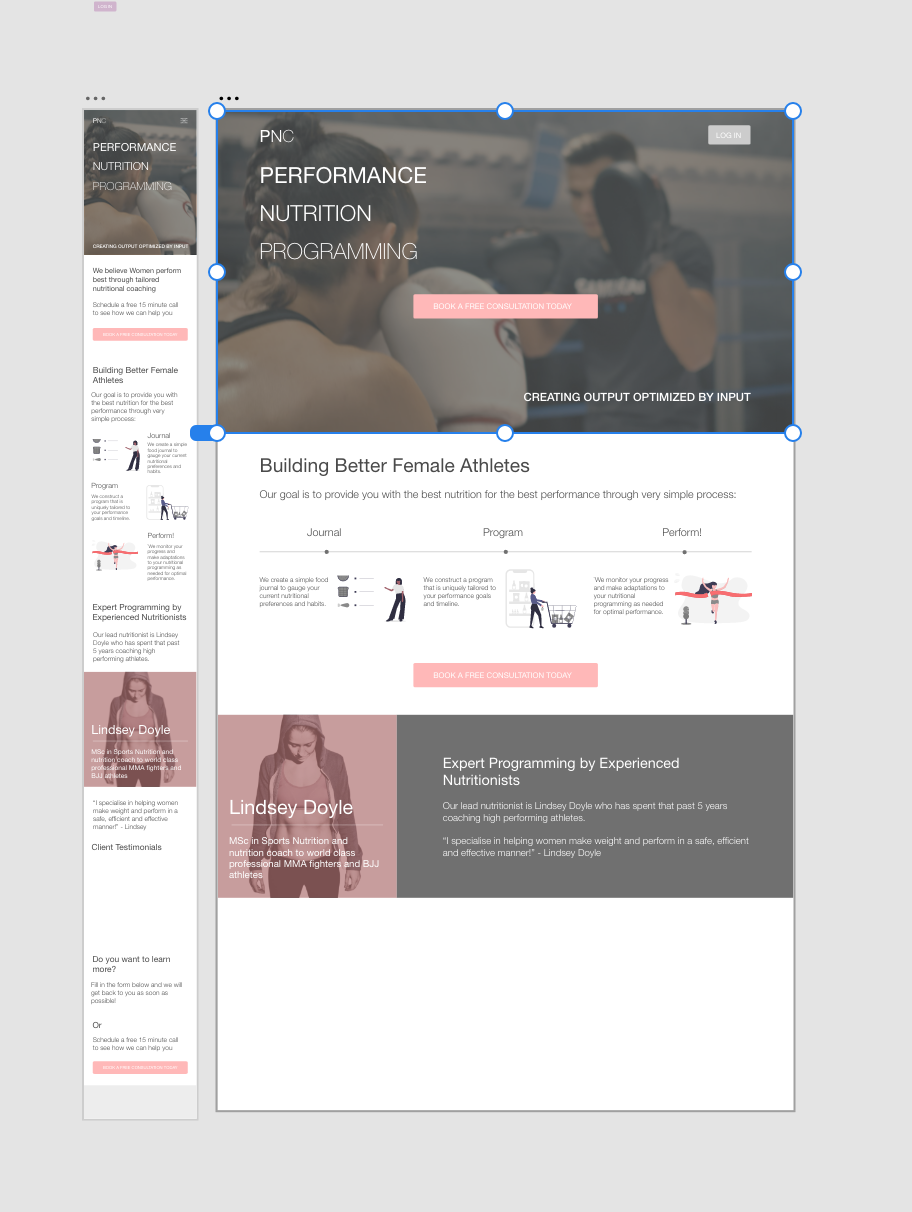 LOG IN
PNC
PERFORMANCE
NUTRITION
PROGRAMMING
CREATING OUTPUT OPTIMIZED BY INPUT
We believe Women perform
best through tailored
nutritional coaching
Schedule a free 15 minute call
to see how we can help you
BOOK A FREE CONSULTATION TODAY
Building Better Female
Athletes
Our goal is to provide you with
the best nutrition for the best
performance through very
simple process:
Journal
We create a simple
food journal to
gauge your current
nutritional
preferences and
habits.
Program
We construct a
program that is
uniquely tailored to
your performance
goals and timeline.
Perform!
'We monitor your
progress and
make adaptations
to your nutritional
programming as
needed for optimal
performance.
Expert Programming by
Experienced Nutritionists
Our lead nutritionist is Lindsey
Doyle who has spent that past
5 years coaching high
performing athletes.
Lindsey Doyle
MSc in Sports Nutrition and
nutrition coach to world class
professional MMA fighters and
BJJ athletes
“I specialise in helping women
make weight and perform in a
safe, efficient and effective
manner!” - Lindsey
Client Testimonials
Do you want to learn
more?
Fill in the form below and we will
get back to you as soon as
possible!
Or
Schedule a free 15 minute call
to see how we can help you
BOOK A FREE CONSULTATION TODAY
PNC
LOG IN
PERFORMANCE
NUTRITION
PROGRAMMING
BOOK A FREE CONSULTATION TODAY
CREATING OUTPUT OPTIMIZED BY INPUT
Building Better Female Athletes
Our goal is to provide you with the best nutrition for the best performance through very simple process:
Journal
Program
Perform!
We create a simple food
journal to gauge your
current nutritional
preferences and habits.
We construct a program
that is uniquely tailored to
your performance goals
and timeline.
'We monitor your progress
and make adaptations to
your nutritional
programming as needed
for optimal performance.
BOOK A FREE CONSULTATION TODAY
Lindsey Doyle
MSc in Sports Nutrition and
nutrition coach to world class
professional MMA fighters and BJJ
athletes
Expert Programming by Experienced
Nutritionists
Our lead nutritionist is Lindsey Doyle who has spent that past 5 years
coaching high performing athletes.
“I specialise in helping women make weight and perform in a safe, efficient
and effective manner!” - Lindsey Doyle